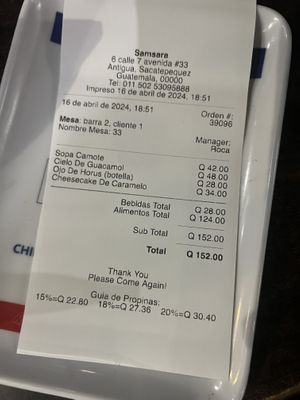 Samsara
6 calle 7 avenida #33
Antigua, Sacatepequez
Guatemala, 00000
Tel: 011 502 53095888
Impreso 16 de abril de 2024, 18:51
16 de abril de 2024, 18:51 Orden #:
39096
Mesa: barra 2, cliente 1
Nombre Mesa: 33 Manager:
Roca
Sopa Camote Q 42.00
Cielo De Guacamol Q 48.00
Ojo De Horus (botella) Q 28.00
Cheesecake De Caramelo Q 34.00
Bebidas Total Q 28.00
Alimentos Total Q 124.00
Sub Total Q 152.00
Total Q 152.00
Thank You
Please Come Again!
Guia de Propinas:
15%=Q 22.80 18%=Q 27.36 20%=Q 30.40